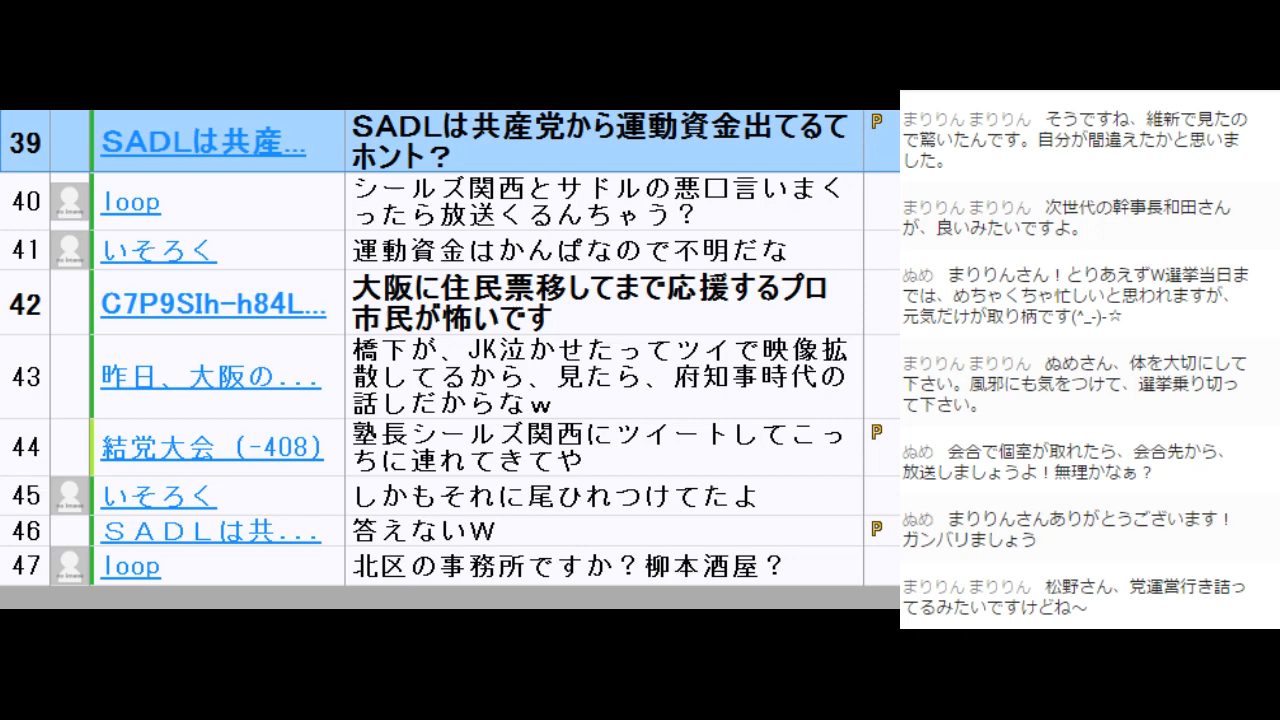 39 SADLは共産... SADLは共産党から運動資金出てるて P
ホント？
40 loop シールズ関西とサドルの悪口言いまく
ったら放送くるんちゃう？
41 いそろく 運動資金はかんぱなので不明だな
42 C7P9SIh-h84L... 大阪に住民票移してまで応援するプロ
市民が怖いです
43 昨日、大阪の... 橋下が、JK泣かせたってツイで映像拡
散してるから、見たら、府知事時代の
話しだからなｗ
44 結党大会（-408） 塾長シールズ関西にツイートしてこっ P
ちに連れてきてや
45 いそろく しかもそれに尾ひれつけてたよ
46 ＳＡＤＬは共... 答えないＷ P
47 loop 北区の事務所ですか？柳本酒屋？
まりりんまりりん そうですね、維新で見たの
で驚いたんです。自分が間違えたかと思いま
した。
まりりんまりりん 次世代の幹事長和田さん
が、良いみたいですよ。
ぬめ まりりんさん！とりあえずW選挙当日ま
では、めちゃくちゃ忙しいと思われますが、
元気だけが取り柄です(^_-)-☆
まりりんまりりん ぬめさん、体を大切にして
下さい。風邪にも気をつけて、選挙乗り切っ
て下さい。
ぬめ 会合で個室が取れたら、会合先から、
放送しましょうよ！無理かなぁ？
ぬめ まりりんさんありがとうございます！
ガンバリましょう
まりりんまりりん 松野さん、党運営行き詰っ
てるみたいですけどね～